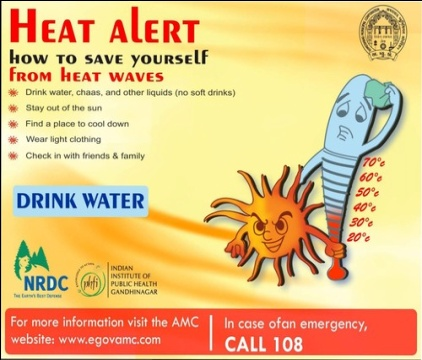 HEAT ALERT
HOW TO SAVE YOURSELF
FROM HEAT WAVES
Drink water, chaas, and other liquids (no soft drinks)
Stay out of the sun
Find a place to cool down
Wear light clothing
Check in with friends & family
70°c
60°c
50°c
40°c
30°c
20°c
DRINK WATER
NRDC
THE EARTH'S BEST DEFENSE
phfi
INDIAN
INSTITUTE OF
PUBLIC HEALTH
GANDHINAGAR
For more information visit the AMC
website: www.egovamc.com
In case ofan emergency,
CALL 108